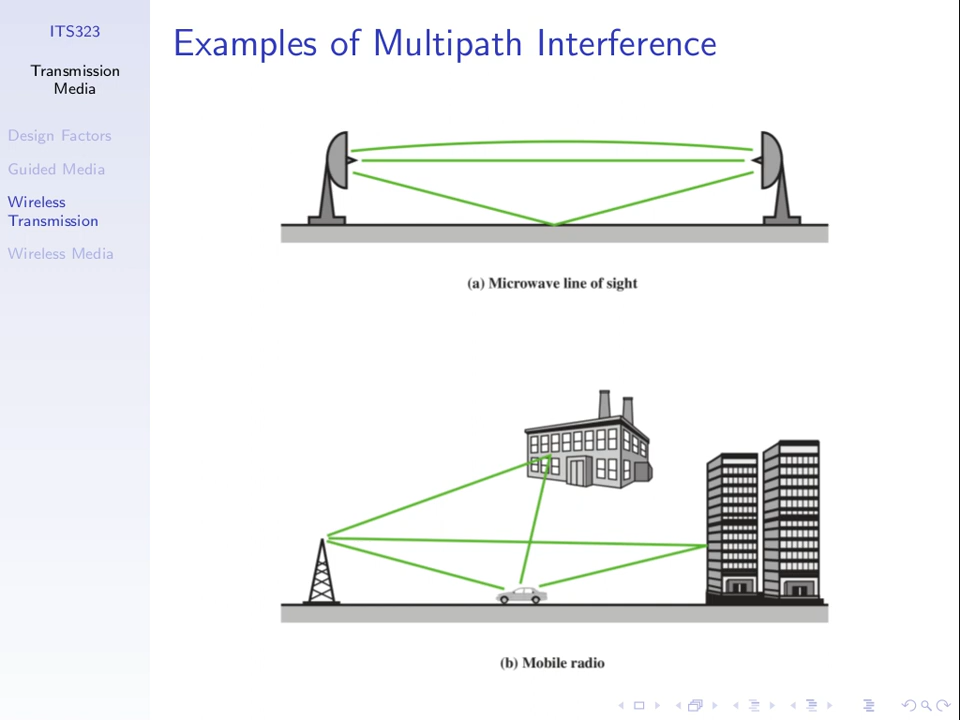 ITS323
Transmission
Media
Design Factors
Guided Media
Wireless
Transmission
Wireless Media
Examples of Multipath Interference
(a) Microwave line of sight
(b) Mobile radio